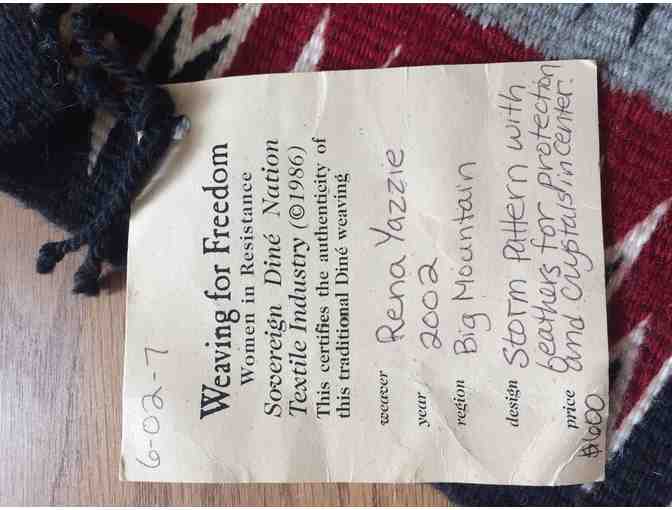 6-02-7
Weaving for Freedom
Women in Resistance
Sovereign Diné Nation
Textile Industry (©1986)
This certifies the authenticity of
this traditional Diné weaving
weaver Rena Yazzie
year 2002
region Big Mountain
design Storm Pattern with
feathers for protection
and crystals in center.
price
$600